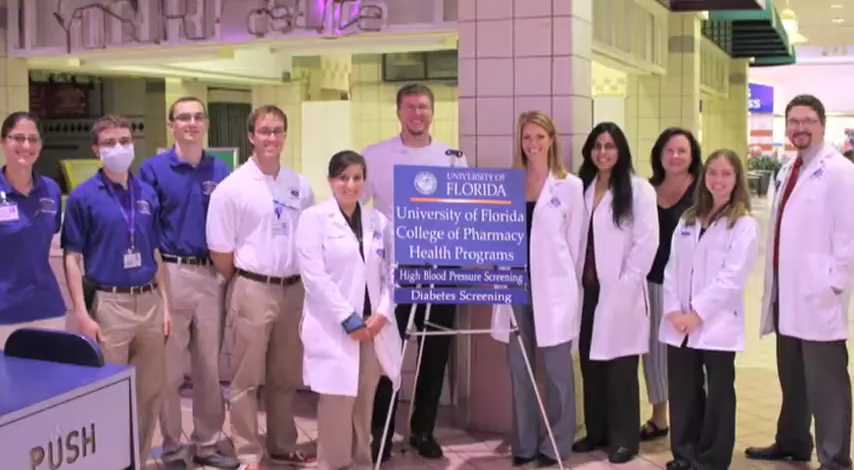 UNIVERSITY OF
FLORIDA
University of Florida
College of Pharmacy
Health Programs
High Blood Pressure Screening
Diabetes Screening
PUSH